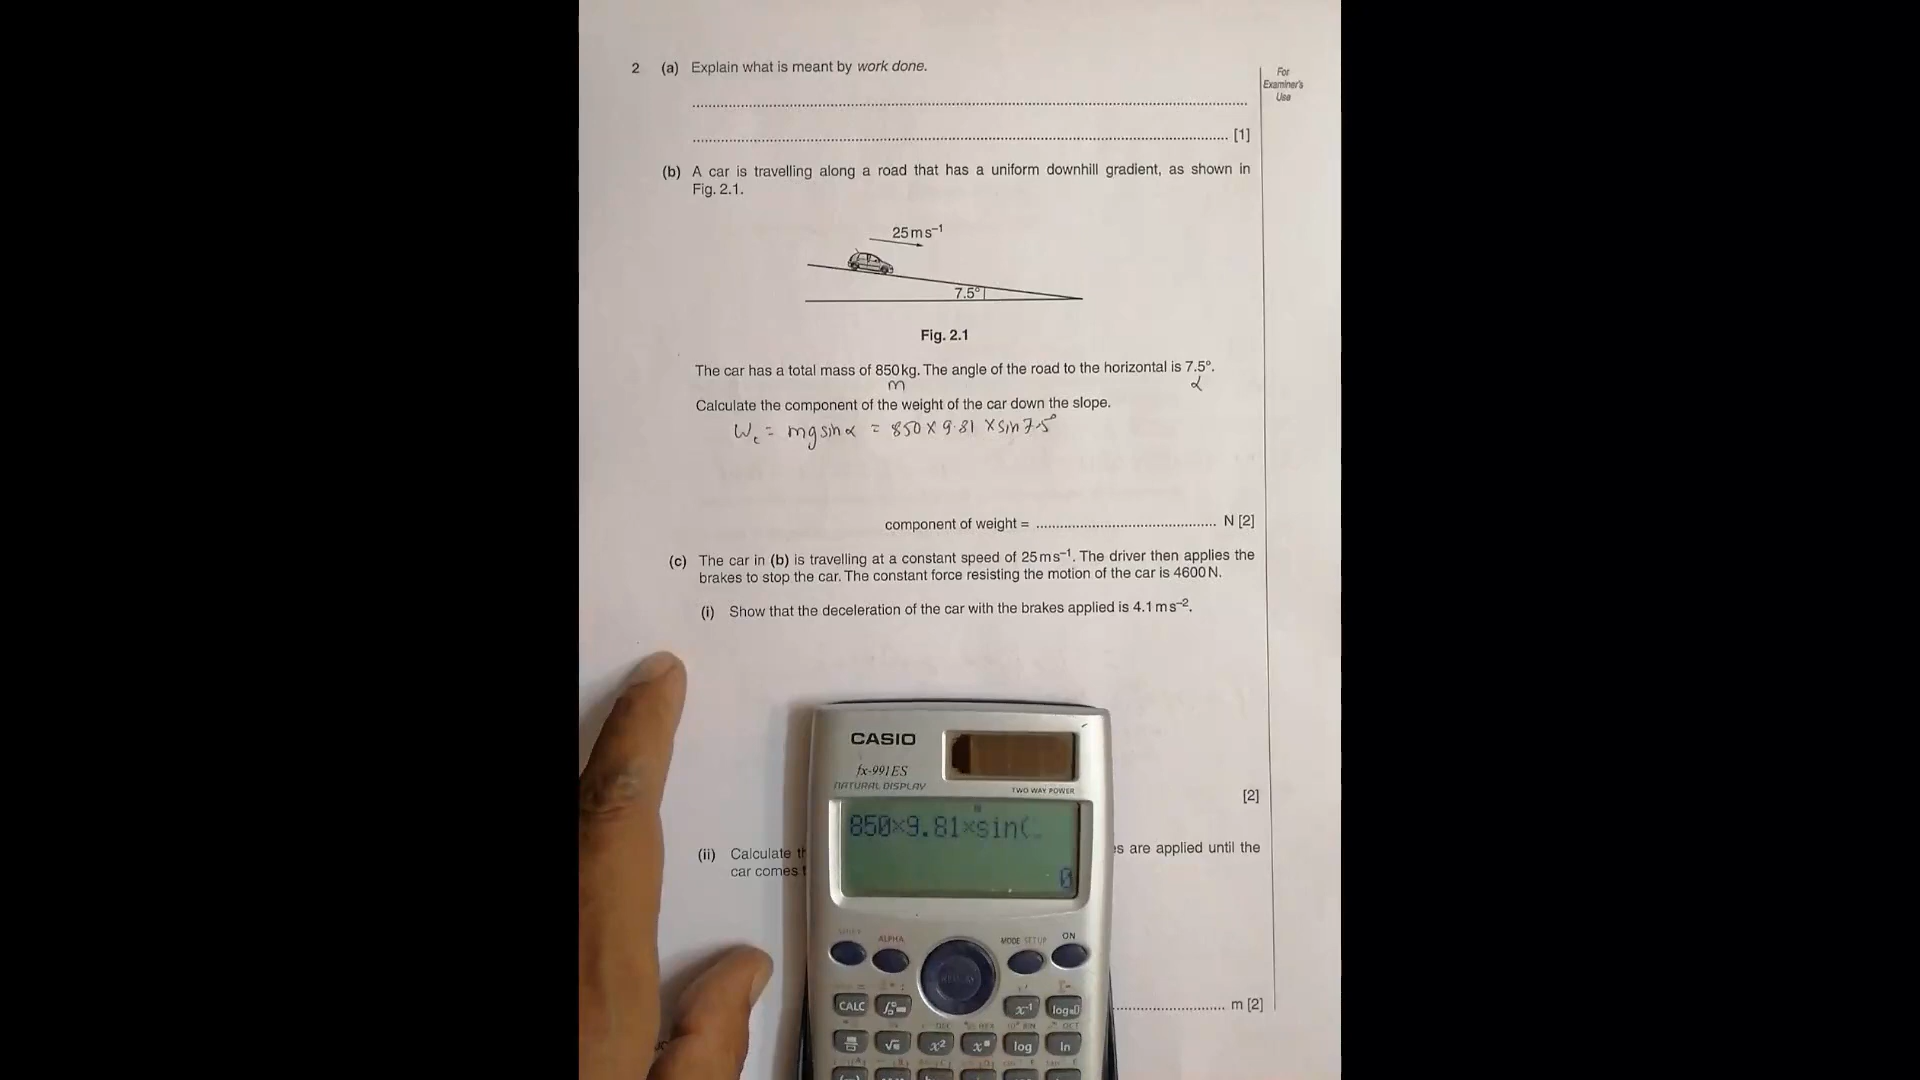 2 (a) Explain what is meant by work done.
For
Examiner's
Use
[1]
(b) A car is travelling along a road that has a uniform downhill gradient, as shown in
Fig. 2.1.
25 m s⁻¹
7.5°
Fig. 2.1
The car has a total mass of 850 kg. The angle of the road to the horizontal is 7.5°.
m α
Calculate the component of the weight of the car down the slope.
W꜀ = mg sin α = 850 × 9.81 × sin 7.5°
component of weight = .......................................... N [2]
(c) The car in (b) is travelling at a constant speed of 25 m s⁻¹. The driver then applies the
brakes to stop the car. The constant force resisting the motion of the car is 4600 N.
(i) Show that the deceleration of the car with the brakes applied is 4.1 m s⁻².
CASIO
fx-991ES
NATURAL DISPLAY
TWO WAY POWER
[2]
850×9.81×sin(
0
(ii) Calculate
are applied until the
car comes
ALPHA
MODE SETUP
ON
CALC
x⁻¹
log
m [2]
x²
log
ln